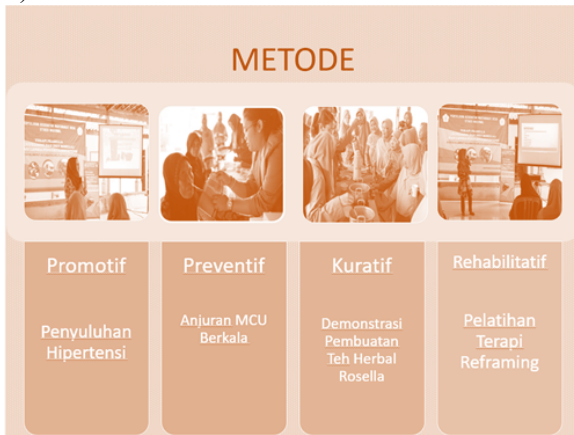 METODE
Promotif
Penyuluhan
Hipertensi
Preventif
Anjuran MCU
Berkala
Kuratif
Demonstrasi
Pembuatan
Teh Herbal
Rosella
Rehabilitatif
Pelatihan
Terapi
Reframing